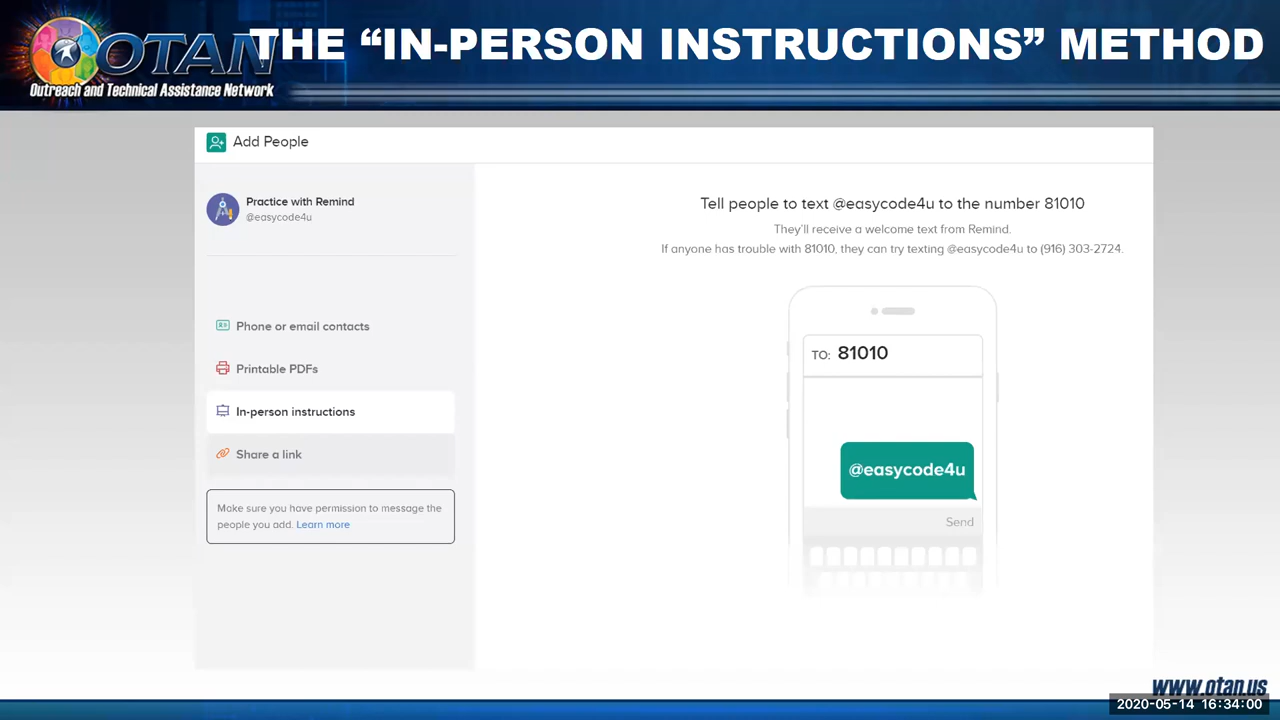 OTAN
Outreach and Technical Assistance Network
THE “IN-PERSON INSTRUCTIONS” METHOD
Add People
Practice with Remind
@easycode4u
Phone or email contacts
Printable PDFs
In-person instructions
Share a link
Make sure you have permission to message the
people you add. Learn more
Tell people to text @easycode4u to the number 81010
They’ll receive a welcome text from Remind.
If anyone has trouble with 81010, they can try texting @easycode4u to (916) 303-2724.
TO: 81010
@easycode4u
Send
www.otan.us
2020-05-14 16:34:00